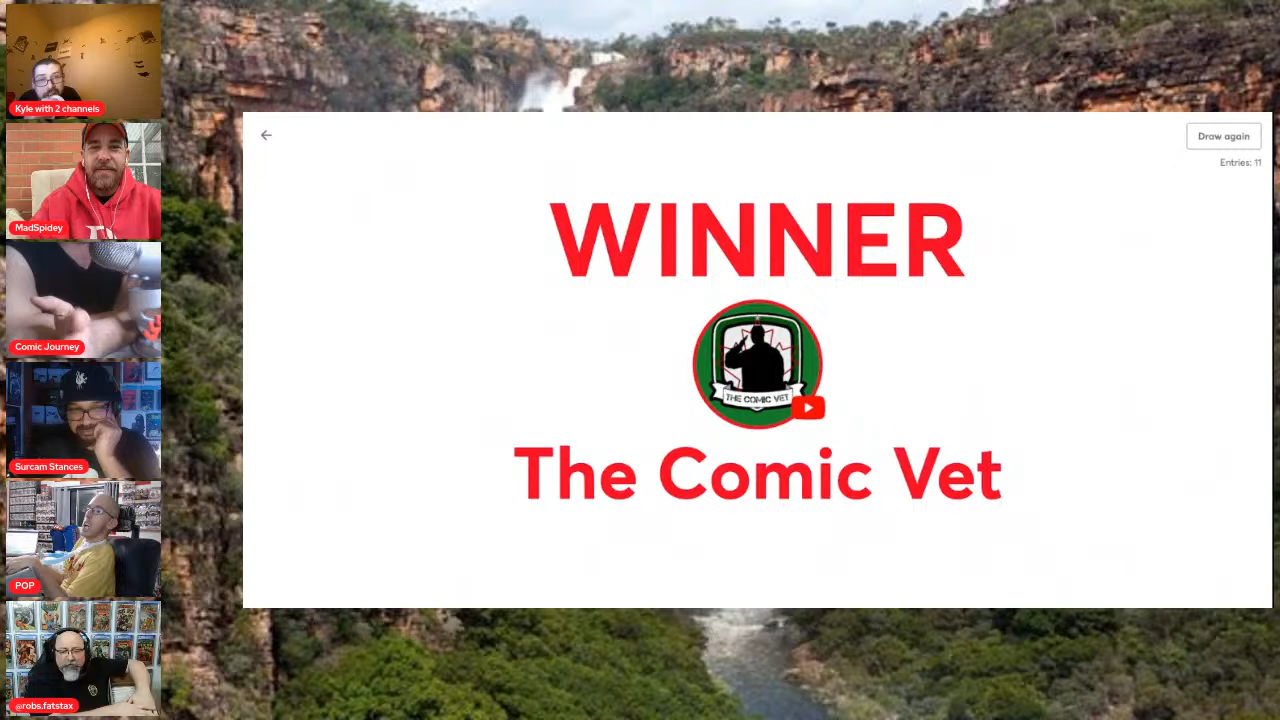 Kyle with 2 channels
MadSpidey
Comic Journey
Surcam Stances
POP
@robs.fatstax
Draw again
Entries: 11
WINNER
THE COMIC VET
The Comic Vet